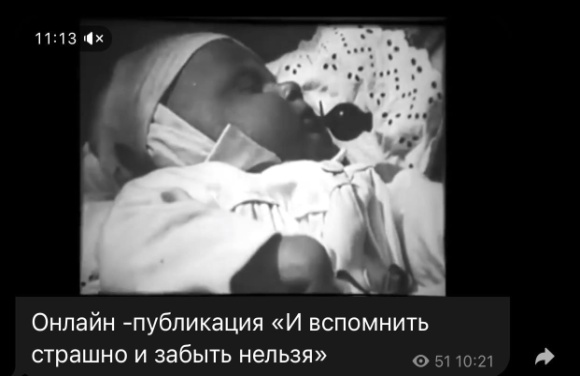 11:13
Онлайн -публикация «И вспомнить
страшно и забыть нельзя»
51 10:21